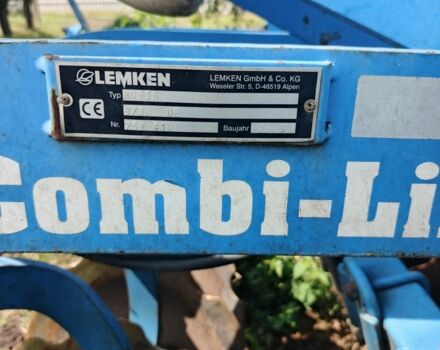 LEMKEN
LEMKEN GmbH & Co. KG
Weseler Str. 5, D-46519 Alpen
Typ
CE
Nr.
Baujahr
Combi-Li